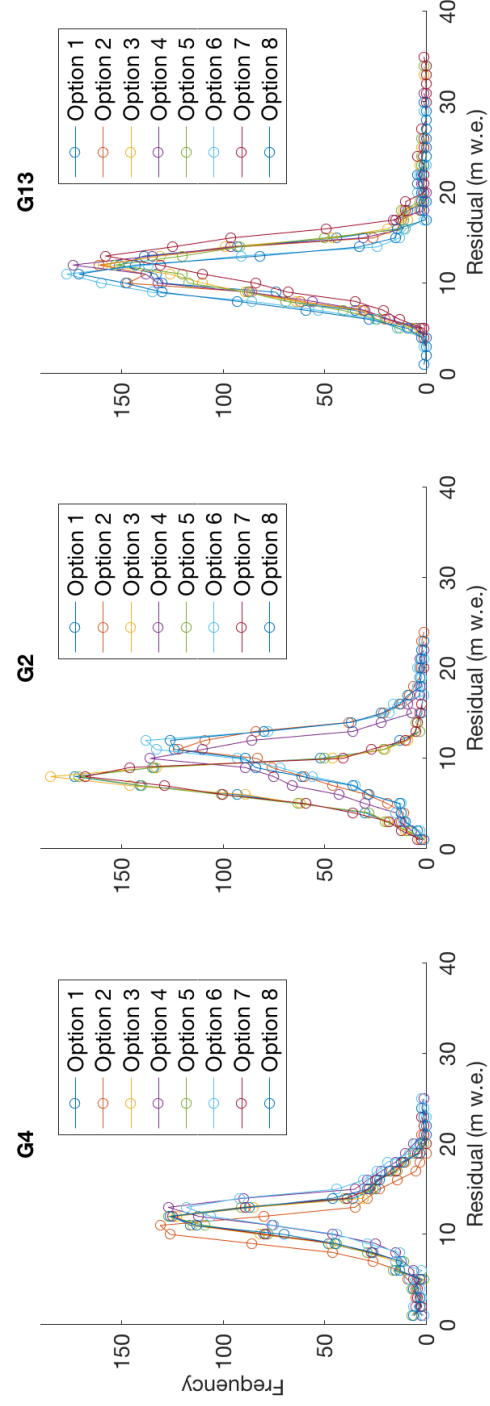 G4
Option 1
Option 2
Option 3
Option 4
Option 5
Option 6
Option 7
Option 8
150
100
50
0
Frequency
0
10
20
30
40
Residual (m w.e.)
G2
Option 1
Option 2
Option 3
Option 4
Option 5
Option 6
Option 7
Option 8
150
100
50
0
0
10
20
30
40
Residual (m w.e.)
G13
Option 1
Option 2
Option 3
Option 4
Option 5
Option 6
Option 7
Option 8
150
100
50
0
0
10
20
30
40
Residual (m w.e.)